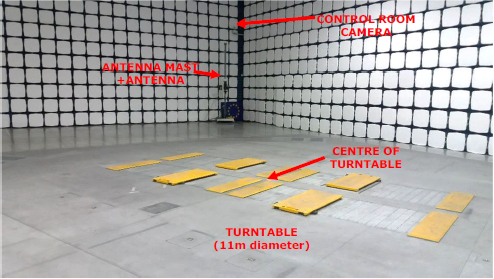 CONTROL ROOM
CAMERA
ANTENNA MAST
+ANTENNA
CENTRE OF
TURNTABLE
TURNTABLE
(11m diameter)